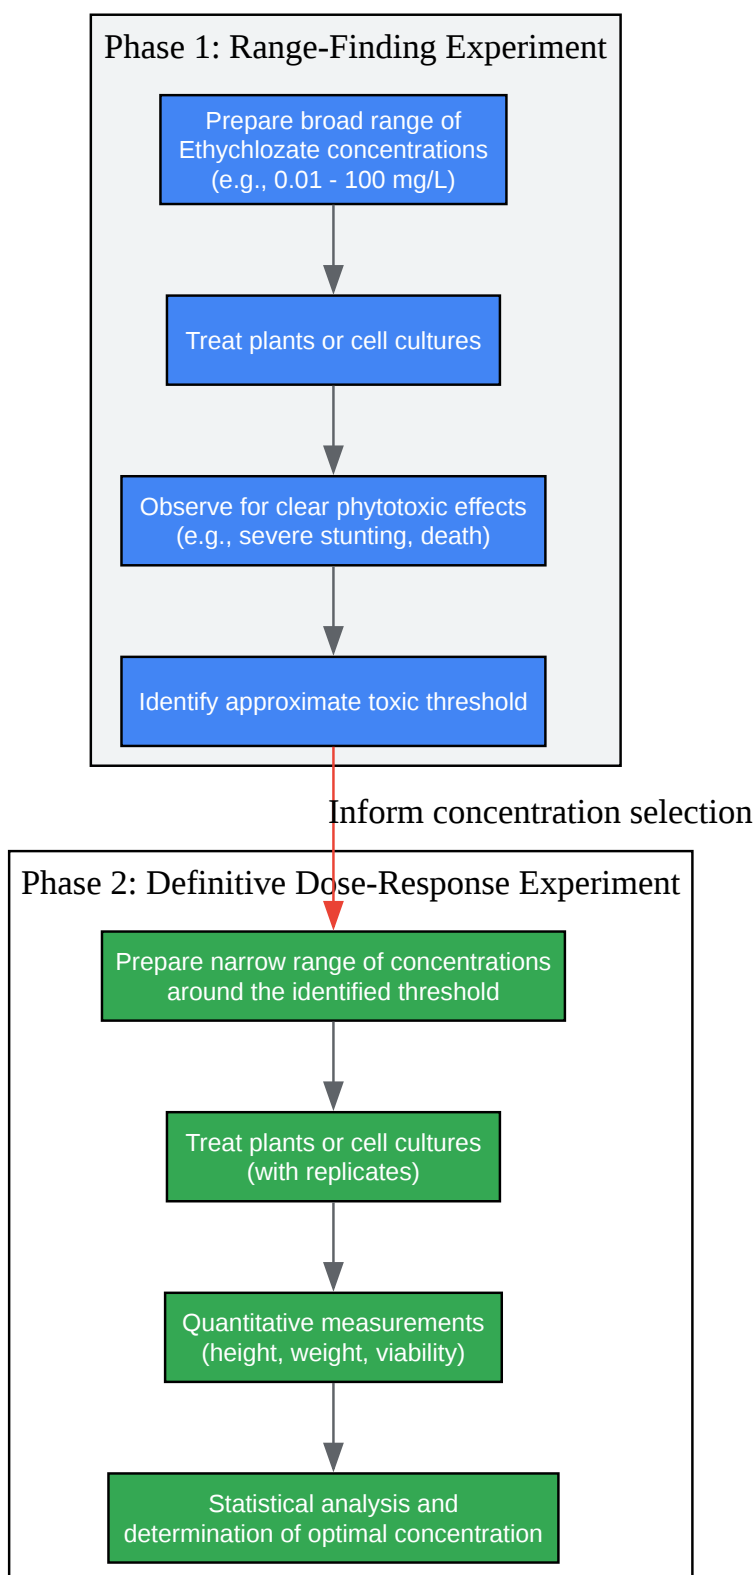 Phase 1: Range-Finding Experiment
Prepare broad range of
Ethychlozate concentrations
(e.g., 0.01 - 100 mg/L)
Treat plants or cell cultures
Observe for clear phytotoxic effects
(e.g., severe stunting, death)
Identify approximate toxic threshold
Inform concentration selection
Phase 2: Definitive Dose-Response Experiment
Prepare narrow range of concentrations
around the identified threshold
Treat plants or cell cultures
(with replicates)
Quantitative measurements
(height, weight, viability)
Statistical analysis and
determination of optimal concentration